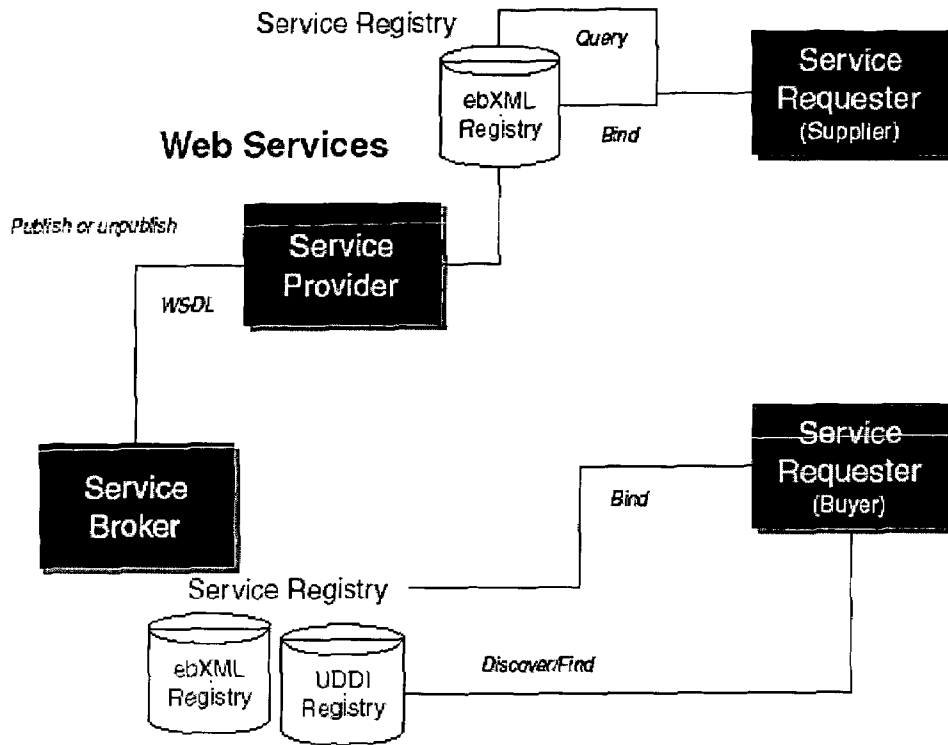 Service Registry
Query
Service
Requester
(Supplier)
ebXML
Registry
Bind
Web Services
Publish or unpublish
Service
Provider
WSDL
Service
Requester
(Buyer)
Service
Broker
Bind
Service Registry
ebXML
Registry
UDDI
Registry
Discover/Find